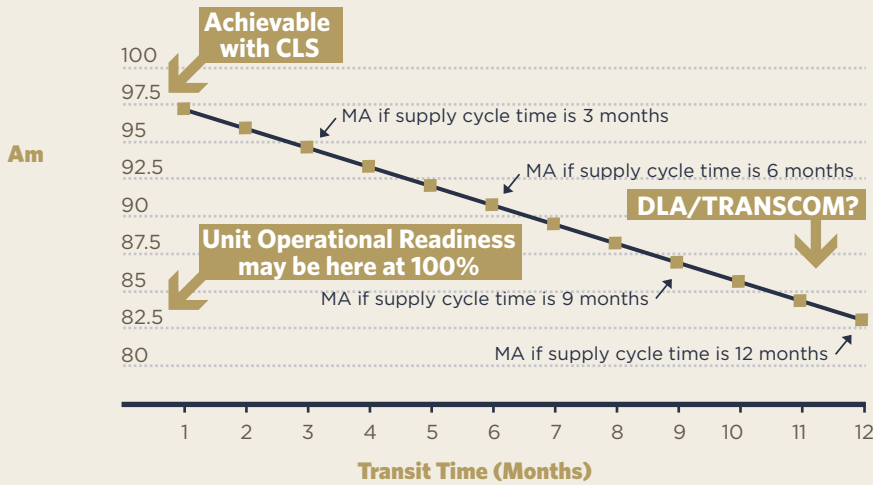 Achievable
with CLS
100
97.5
MA if supply cycle time is 3 months
95
Am
92.5
MA if supply cycle time is 6 months
90
DLA/TRANSCOM?
87.5
Unit Operational Readiness
may be here at 100%
85
MA if supply cycle time is 9 months
82.5
MA if supply cycle time is 12 months
80
1 2 3 4 5 6 7 8 9 10 11 12
Transit Time (Months)